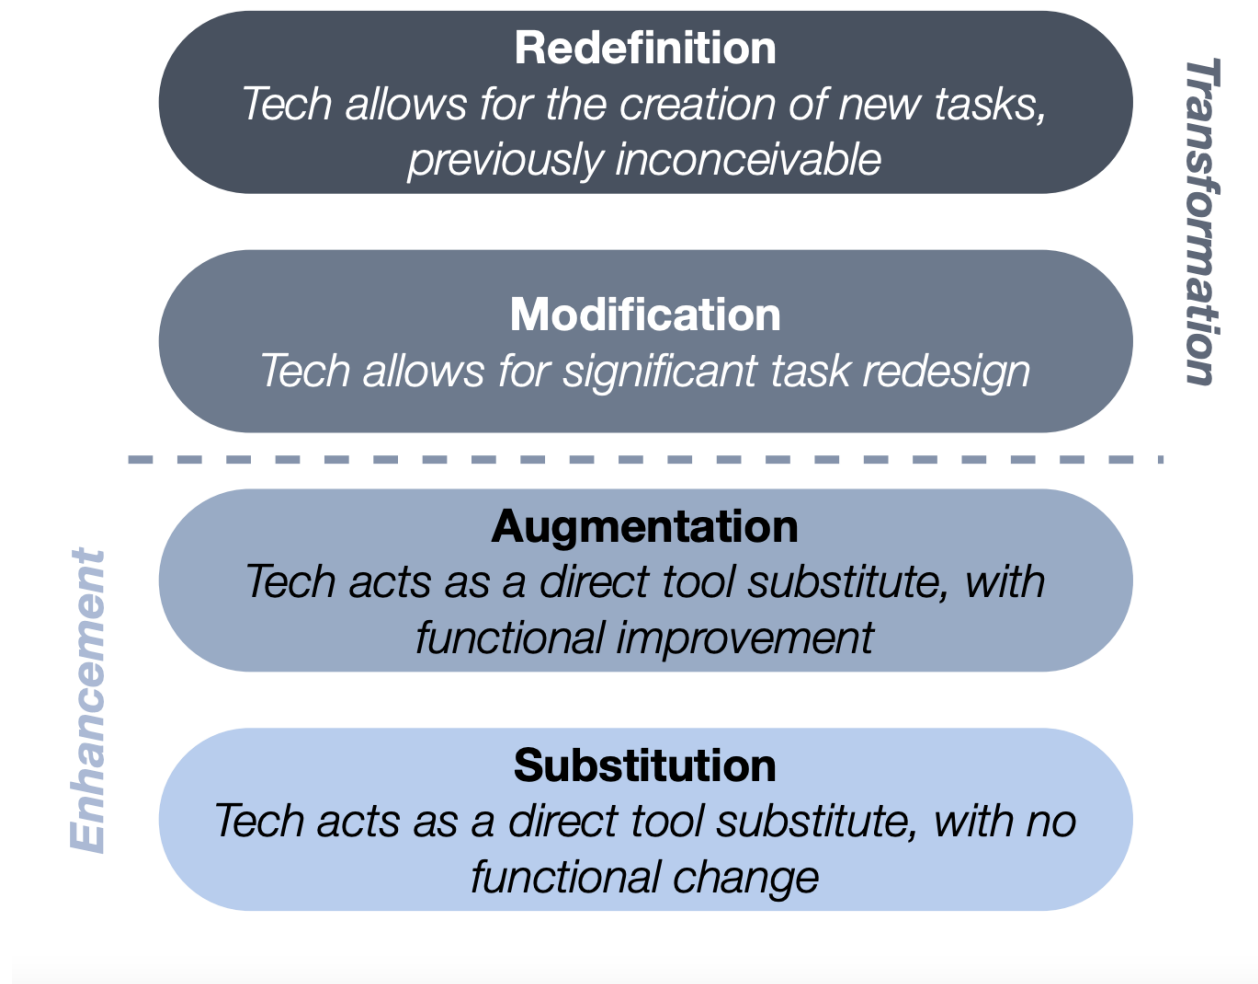 Redefinition
Tech allows for the creation of new tasks,
previously inconceivable
Transformation
Modification
Tech allows for significant task redesign
Augmentation
Tech acts as a direct tool substitute, with
functional improvement
Enhancement
Substitution
Tech acts as a direct tool substitute, with no
functional change